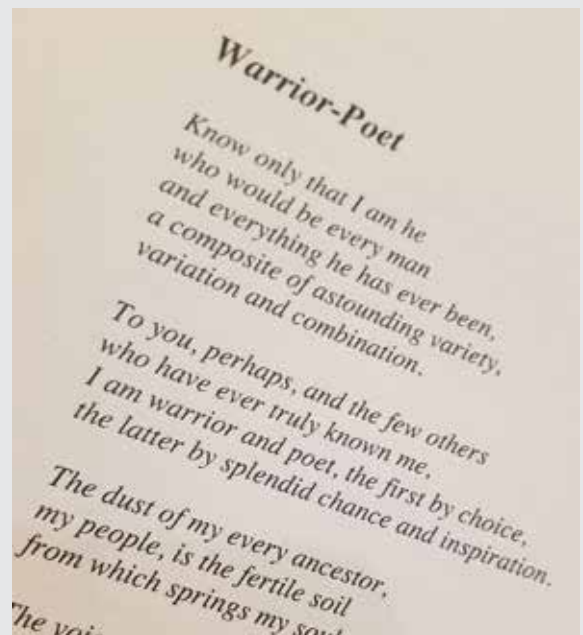 Warrior-Poet
Know only that I am he
who would be every man
and everything he has ever been,
a composite of astounding variety,
variation and combination.
To you, perhaps, and the few others
who have ever truly known me,
I am warrior and poet, the first by choice,
the latter by splendid chance and inspiration.
The dust of my every ancestor,
my people, is the fertile soil
from which springs my
The